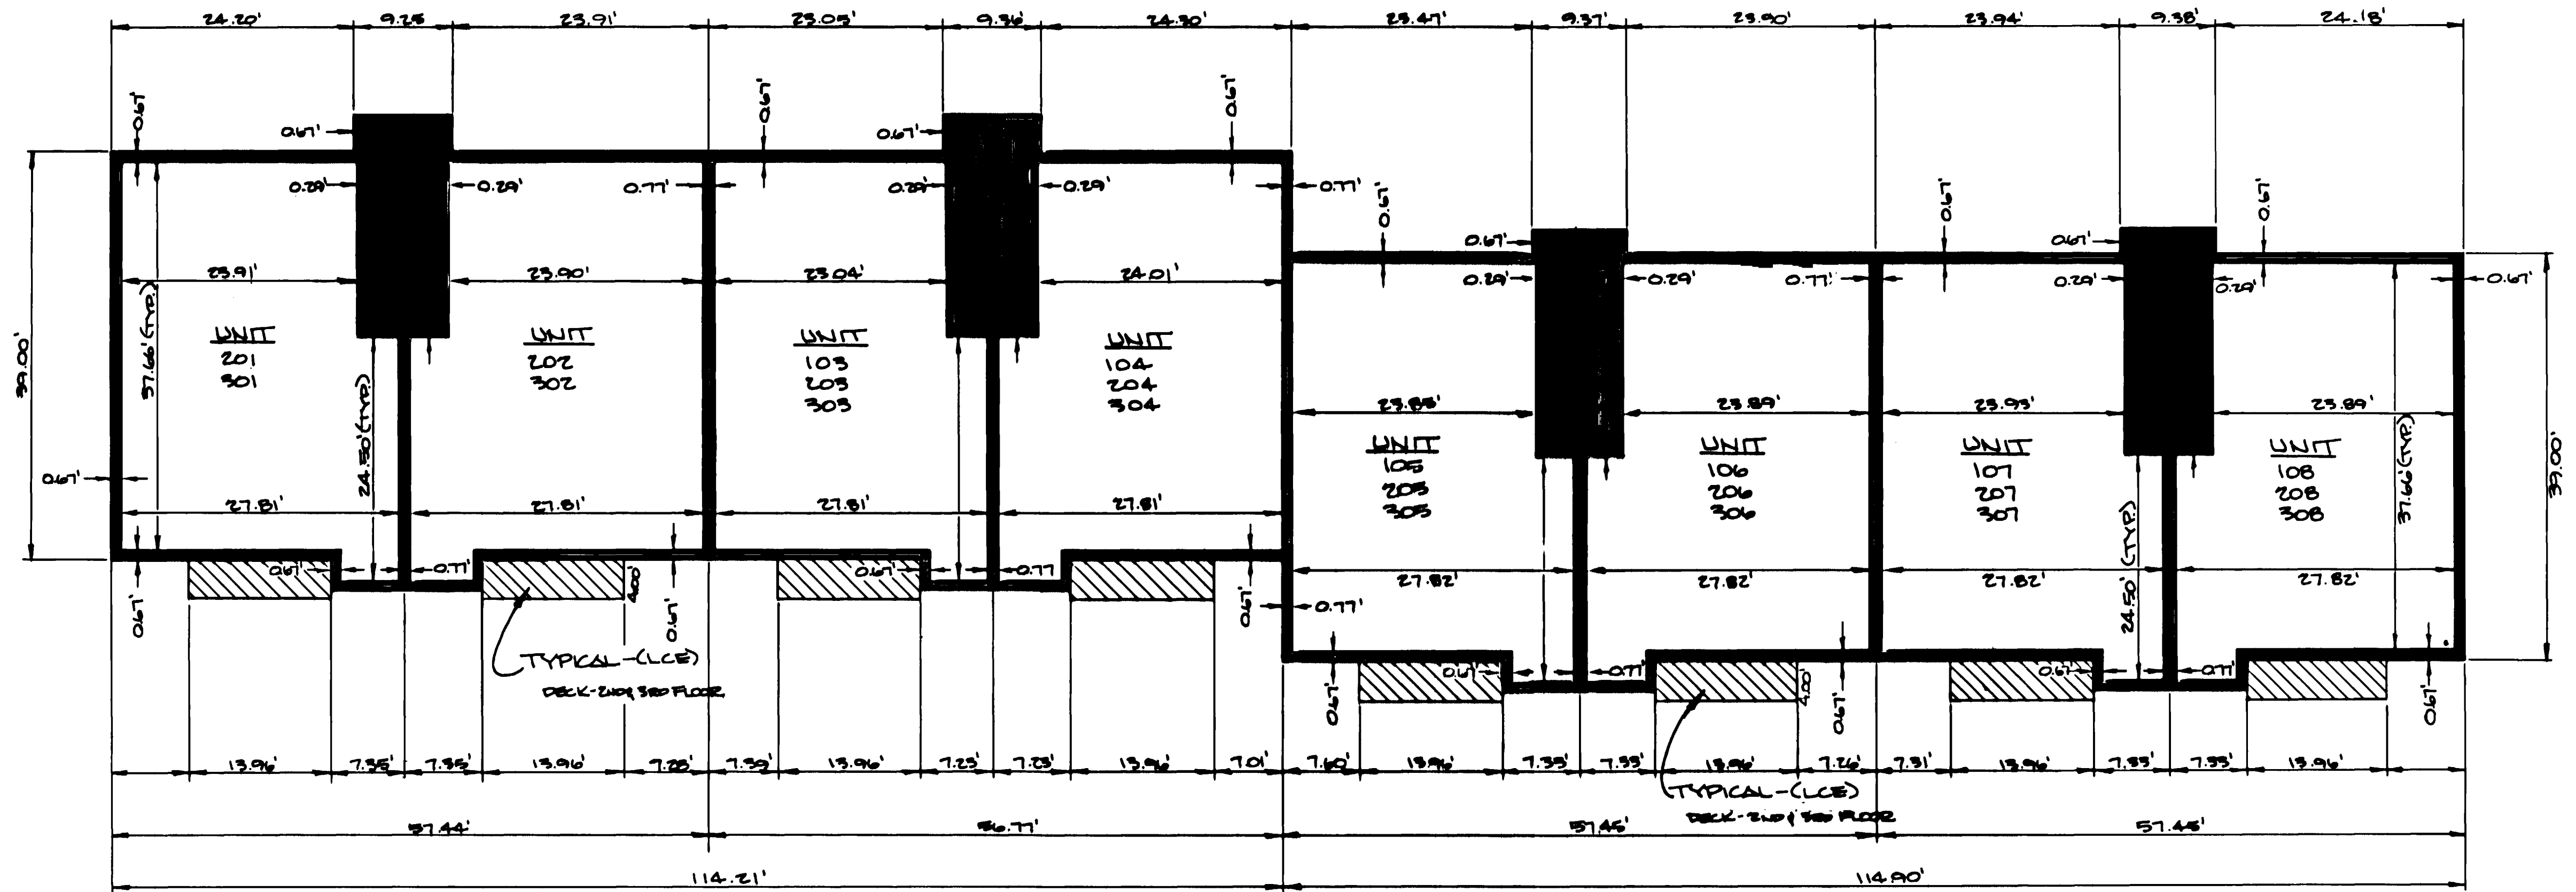 24.20' 9.25 23.91' 23.05' 9.36' 24.30' 23.47' 9.37' 23.90' 23.94' 9.38' 24.18'
0.67' 0.67' 0.67' 0.67' 0.67'
0.29' 0.29' 0.77' 0.29' 0.29' 0.77'
0.67' 0.67' 0.67' 0.67' 0.67'
0.29' 0.29' 0.77' 0.29' 0.29' 0.67'
23.91' 23.90' 23.04' 24.01'
39.00' 37.66' (TYP.)
UNIT
201
301
24.50' (TYP.)
UNIT
202
302
UNIT
103
203
303
UNIT
104
204
304
23.89' 23.93' 23.89'
UNIT
105
205
305
UNIT
106
206
306
UNIT
107
207
307
24.50' (TYP.)
UNIT
108
208
308
37.66' (TYP.) 39.00'
0.67'
27.81' 27.81' 27.81' 27.81'
27.82' 27.82' 27.82' 27.82'
0.67' 0.77' 4.00' 0.67' 0.77
0.67' 0.67' 0.67' 0.77'
TYPICAL-(LCE)
DECK-2ND & 3RD FLOOR
0.67' 0.77' 4.00' 0.67' 0.77'
0.67' 0.67' 0.67'
13.96' 7.35' 7.35' 13.96' 7.28' 7.39' 13.96' 7.23' 7.23' 13.96' 7.01' 7.60' 13.96' 7.33' 7.33' 13.96' 7.26' 7.31' 13.96' 7.33' 7.33' 13.96'
TYPICAL-(LCE)
DECK-2ND & 3RD FLOOR
57.44' 56.77' 57.45' 57.45'
114.21' 114.90'